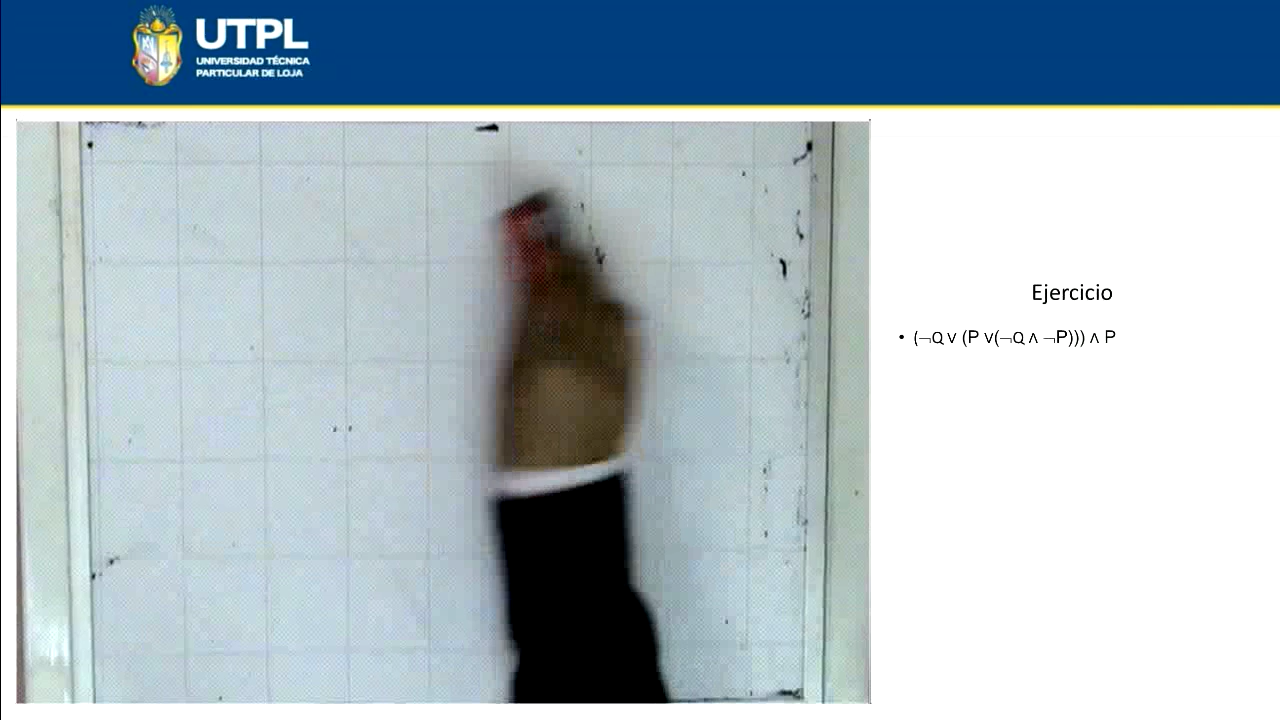 UTPL
UNIVERSIDAD TÉCNICA
PARTICULAR DE LOJA
Ejercicio
• (¬Q ∨ (P ∨(¬Q ∧ ¬P))) ∧ P